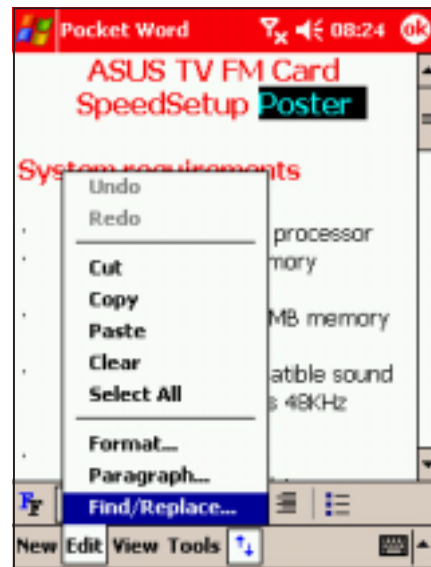 Pocket Word 08:24 ok
ASUS TV FM Card
SpeedSetup Poster
System requirements
Undo
Redo
processor
mory
Cut
Copy
Paste
MB memory
Clear
atible sound
Select All
s 48KHz
Format...
Paragraph...
Find/Replace...
New Edit View Tools